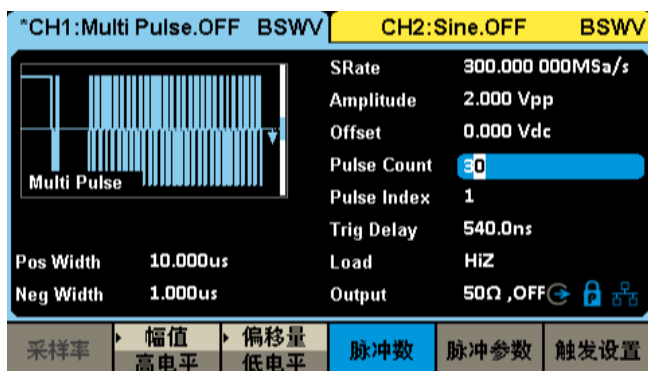 *CH1:Multi Pulse.OFF BSWV
CH2:Sine.OFF BSWV
Multi Pulse
Pos Width 10.000us
Neg Width 1.000us
SRate 300.000 000MSa/s
Amplitude 2.000 Vpp
Offset 0.000 Vdc
Pulse Count 30
Pulse Index 1
Trig Delay 540.0ns
Load HiZ
Output 50Ω ,OFF
采样率
幅值
高电平
偏移量
低电平
脉冲数
脉冲参数
触发设置